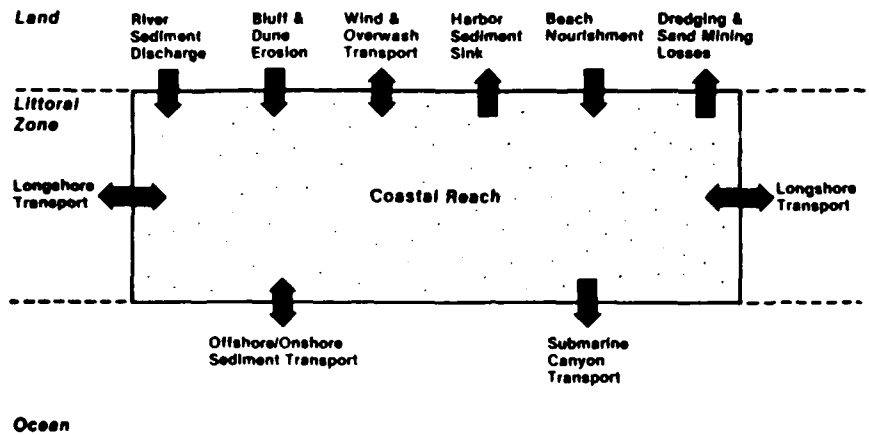 Land
River
Sediment
Discharge
Bluff &
Dune
Erosion
Wind &
Overwash
Transport
Harbor
Sediment
Sink
Beach
Nourishment
Dredging &
Sand Mining
Losses
Littoral
Zone
Longshore
Transport
Coastal Reach
Longshore
Transport
Offshore/Onshore
Sediment Transport
Submarine
Canyon
Transport
Ocean